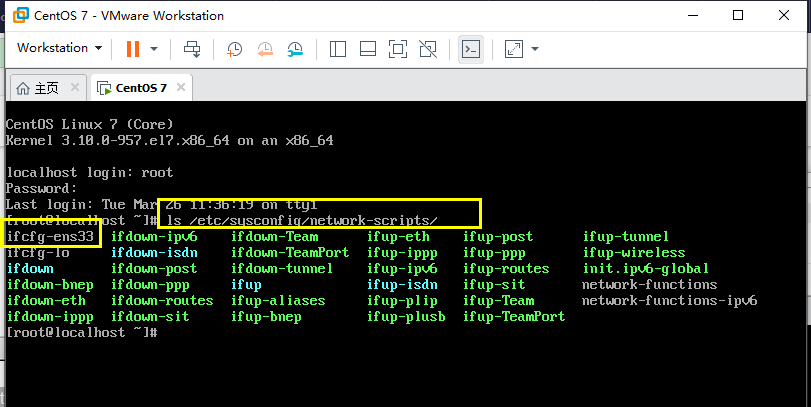 CentOS 7 - VMware Workstation
Workstation
主页 CentOS 7
CentOS Linux 7 (Core)
Kernel 3.10.0-957.el7.x86_64 on an x86_64
localhost login: root
Password:
Last login: Tue Mar 26 11:36:19 on tty1
[root@localhost ~]# ls /etc/sysconfig/network-scripts/
ifcfg-ens33 ifdown-ipv6 ifdown-Team ifup-eth ifup-post ifup-tunnel
ifcfg-lo ifdown-isdn ifdown-TeamPort ifup-ippp ifup-ppp ifup-wireless
ifdown ifdown-post ifdown-tunnel ifup-ipv6 ifup-routes init.ipv6-global
ifdown-bnep ifdown-ppp ifup ifup-isdn ifup-sit network-functions
ifdown-eth ifdown-routes ifup-aliases ifup-plip ifup-Team network-functions-ipv6
ifdown-ippp ifdown-sit ifup-bnep ifup-plusb ifup-TeamPort
[root@localhost ~]#